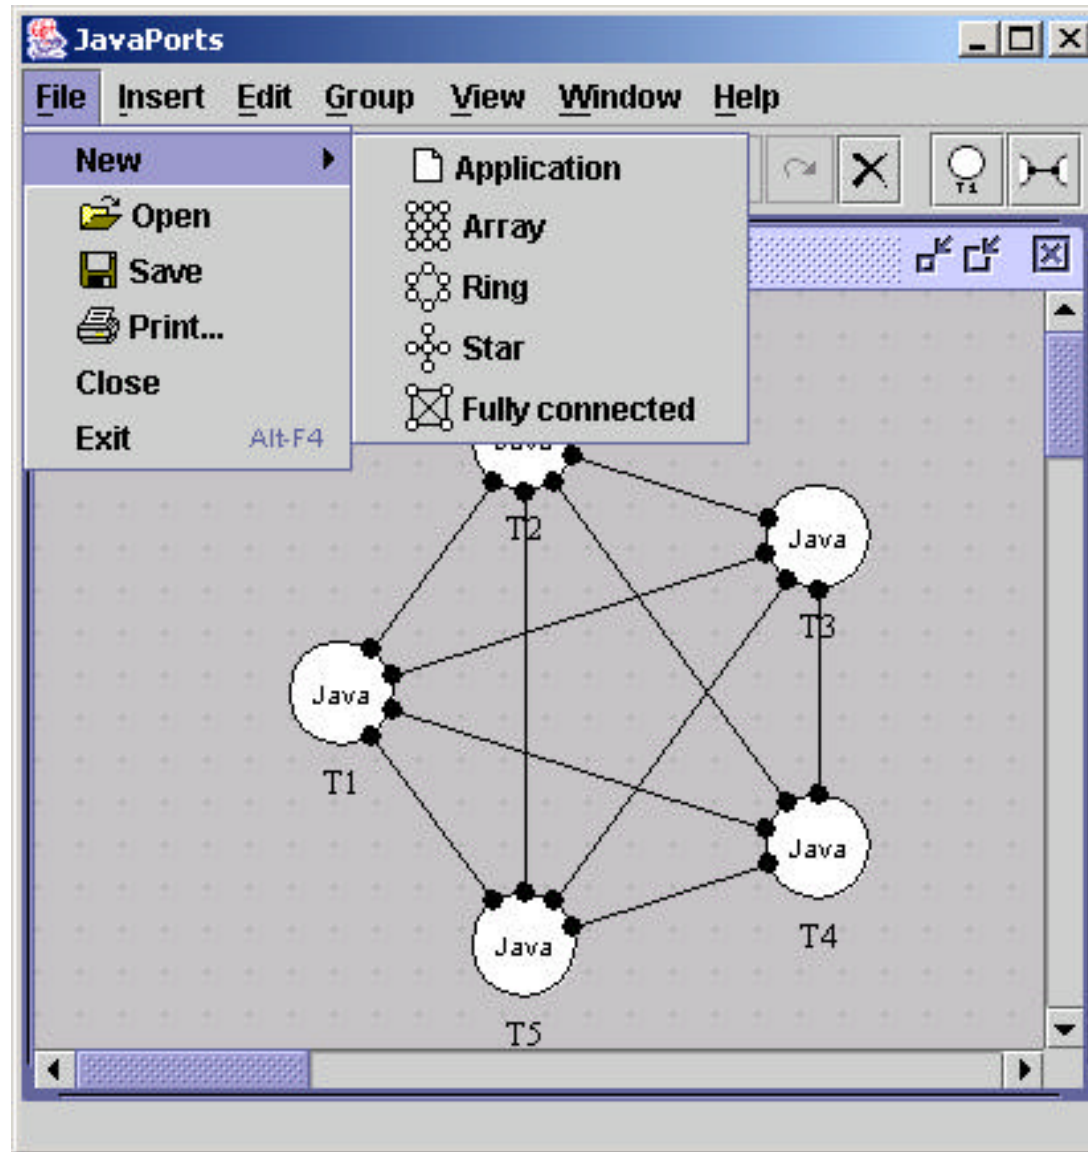 JavaPorts
File Insert Edit Group View Window Help
New
Open
Save
Print...
Close
Exit Alt-F4
Application
Array
Ring
Star
Fully connected
T1
Java
T2
Java
T3
Java
T1
Java
T4
Java
T5